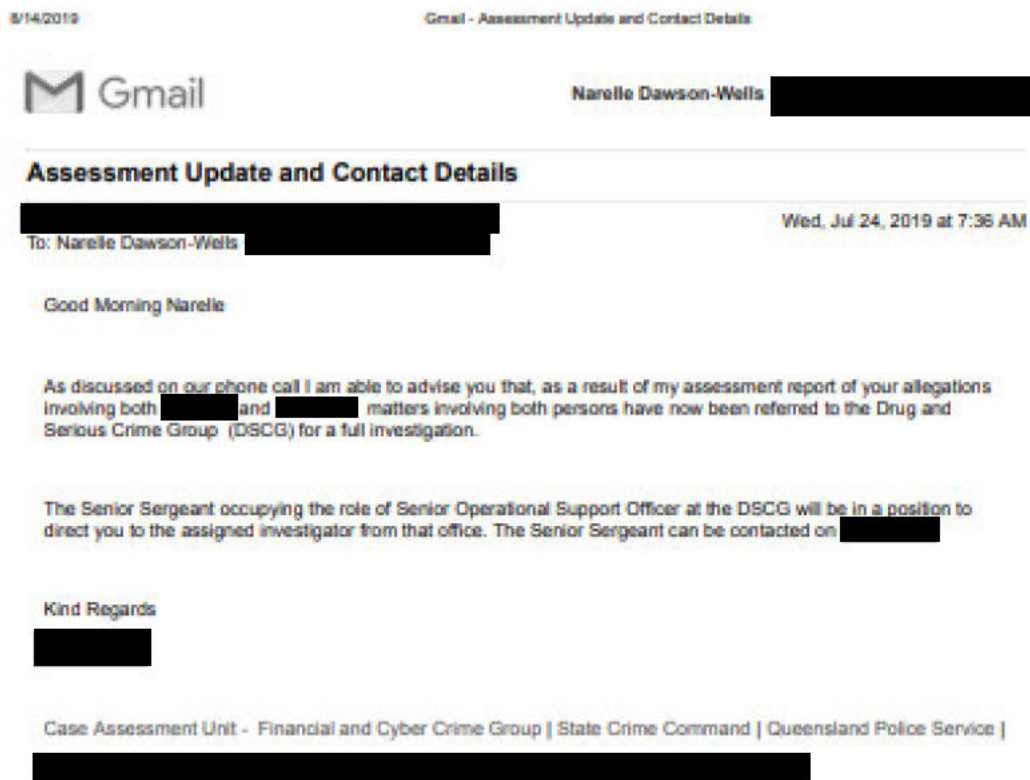 8/14/2019 Gmail - Assessment Update and Contact Details
Gmail Narelle Dawson-Wells
Assessment Update and Contact Details
Wed, Jul 24, 2019 at 7:36 AM
To: Narelle Dawson-Wells
Good Morning Narelle
As discussed on our phone call I am able to advise you that, as a result of my assessment report of your allegations
involving both and matters involving both persons have now been referred to the Drug and
Serious Crime Group (DSCG) for a full investigation.
The Senior Sergeant occupying the role of Senior Operational Support Officer at the DSCG will be in a position to
direct you to the assigned investigator from that office. The Senior Sergeant can be contacted on
Kind Regards
Case Assessment Unit - Financial and Cyber Crime Group | State Crime Command | Queensland Police Service |